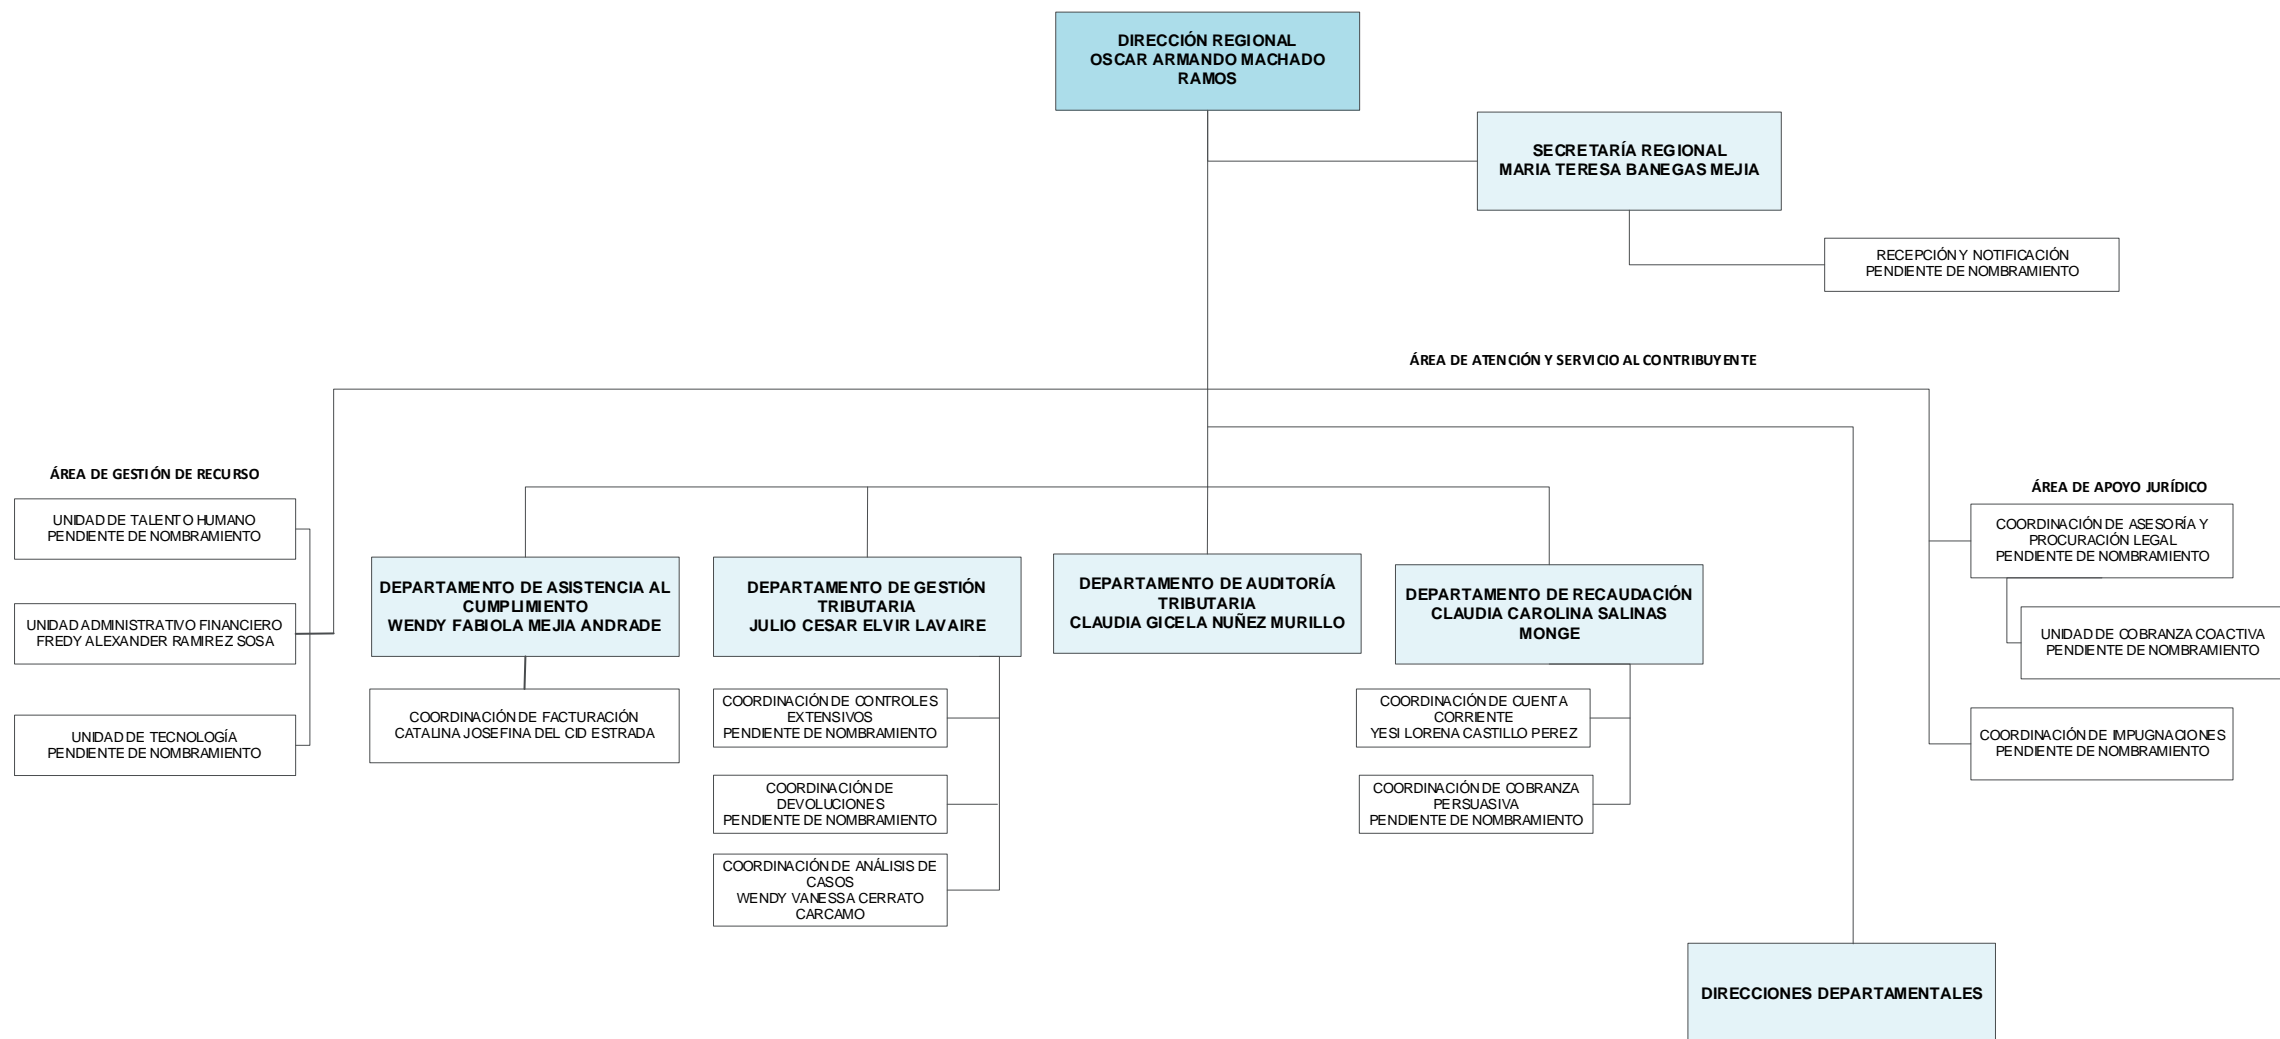 DIRECCIÓN REGIONAL
OSCAR ARMANDO MACHADO
RAMOS
SECRETARÍA REGIONAL
MARIA TERESA BANEGAS MEJIA
RECEPCIÓN Y NOTIFICACIÓN
PENDIENTE DE NOMBRAMIENTO
ÁREA DE ATENCIÓN Y SERVICIO AL CONTRIBUYENTE
ÁREA DE GESTIÓN DE RECURSO
UNIDAD DE TALENTO HUMANO
PENDIENTE DE NOMBRAMIENTO
UNIDAD ADMINISTRATIVO FINANCIERO
FREDY ALEXANDER RAMIREZ SOSA
UNIDAD DE TECNOLOGÍA
PENDIENTE DE NOMBRAMIENTO
DEPARTAMENTO DE ASISTENCIA AL
CUMPLIMIENTO
WENDY FABIOLA MEJIA ANDRADE
COORDINACIÓN DE FACTURACIÓN
CATALINA JOSEFINA DEL CID ESTRADA
DEPARTAMENTO DE GESTIÓN
TRIBUTARIA
JULIO CESAR ELVIR LAVAIRE
COORDINACIÓN DE CONTROLES
EXTENSIVOS
PENDIENTE DE NOMBRAMIENTO
COORDINACIÓN DE
DEVOLUCIONES
PENDIENTE DE NOMBRAMIENTO
COORDINACIÓN DE ANÁLISIS DE
CASOS
WENDY VANESSA CERRATO
CARCAMO
DEPARTAMENTO DE AUDITORÍA
TRIBUTARIA
CLAUDIA GICELA NUÑEZ MURILLO
DEPARTAMENTO DE RECAUDACIÓN
CLAUDIA CAROLINA SALINAS
MONGE
COORDINACIÓN DE CUENTA
CORRIENTE
YESI LORENA CASTILLO PEREZ
COORDINACIÓN DE COBRANZA
PERSUASIVA
PENDIENTE DE NOMBRAMIENTO
ÁREA DE APOYO JURÍDICO
COORDINACIÓN DE ASESORÍA Y
PROCURACIÓN LEGAL
PENDIENTE DE NOMBRAMIENTO
UNIDAD DE COBRANZA COACTIVA
PENDIENTE DE NOMBRAMIENTO
COORDINACIÓN DE IMPUGNACIONES
PENDIENTE DE NOMBRAMIENTO
DIRECCIONES DEPARTAMENTALES